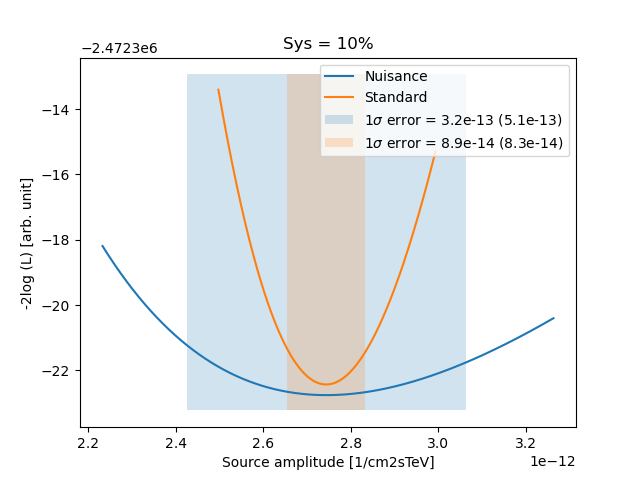 Sys = 10%
−2.4723e6
Nuisance
Standard
1σ error = 3.2e-13 (5.1e-13)
1σ error = 8.9e-14 (8.3e-14)
−14
−16
−18
−20
−22
-2log (L) [arb. unit]
2.2 2.4 2.6 2.8 3.0 3.2
1e−12
Source amplitude [1/cm2sTeV]